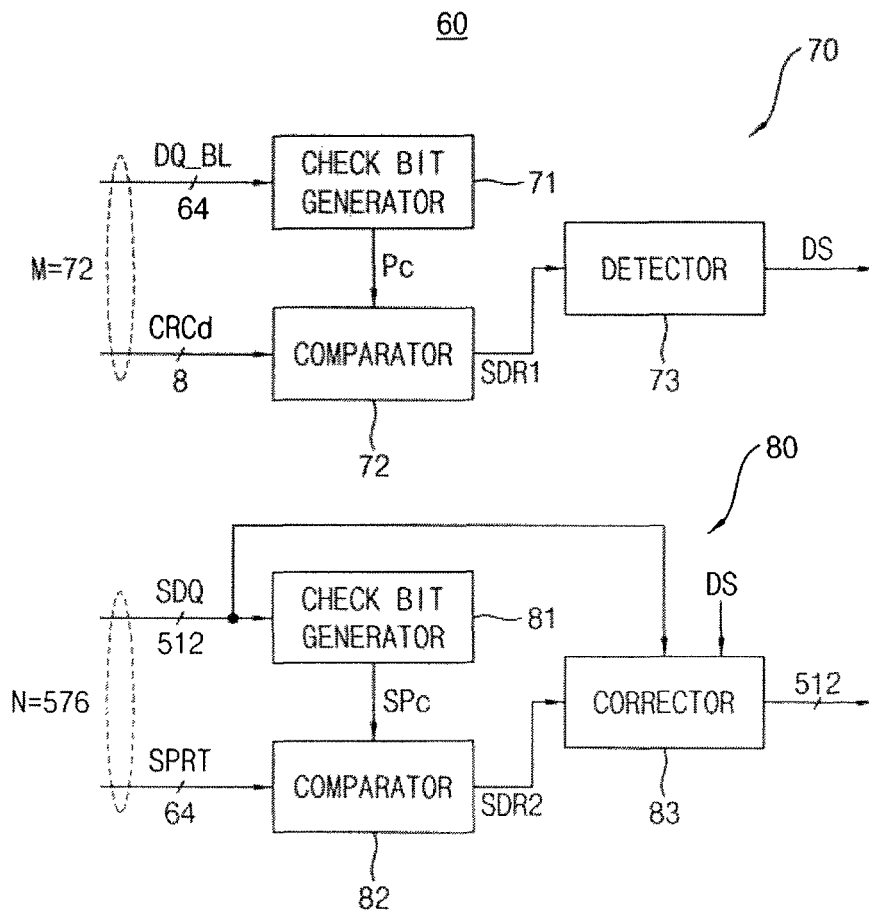 60
70
DQ_BL
64
CHECK BIT
GENERATOR
71
M=72
Pc
DETECTOR
DS
73
CRCd
8
COMPARATOR
SDR1
72
80
SDQ
512
CHECK BIT
GENERATOR
81
DS
N=576
SPc
CORRECTOR
512
83
SPRT
64
COMPARATOR
SDR2
82